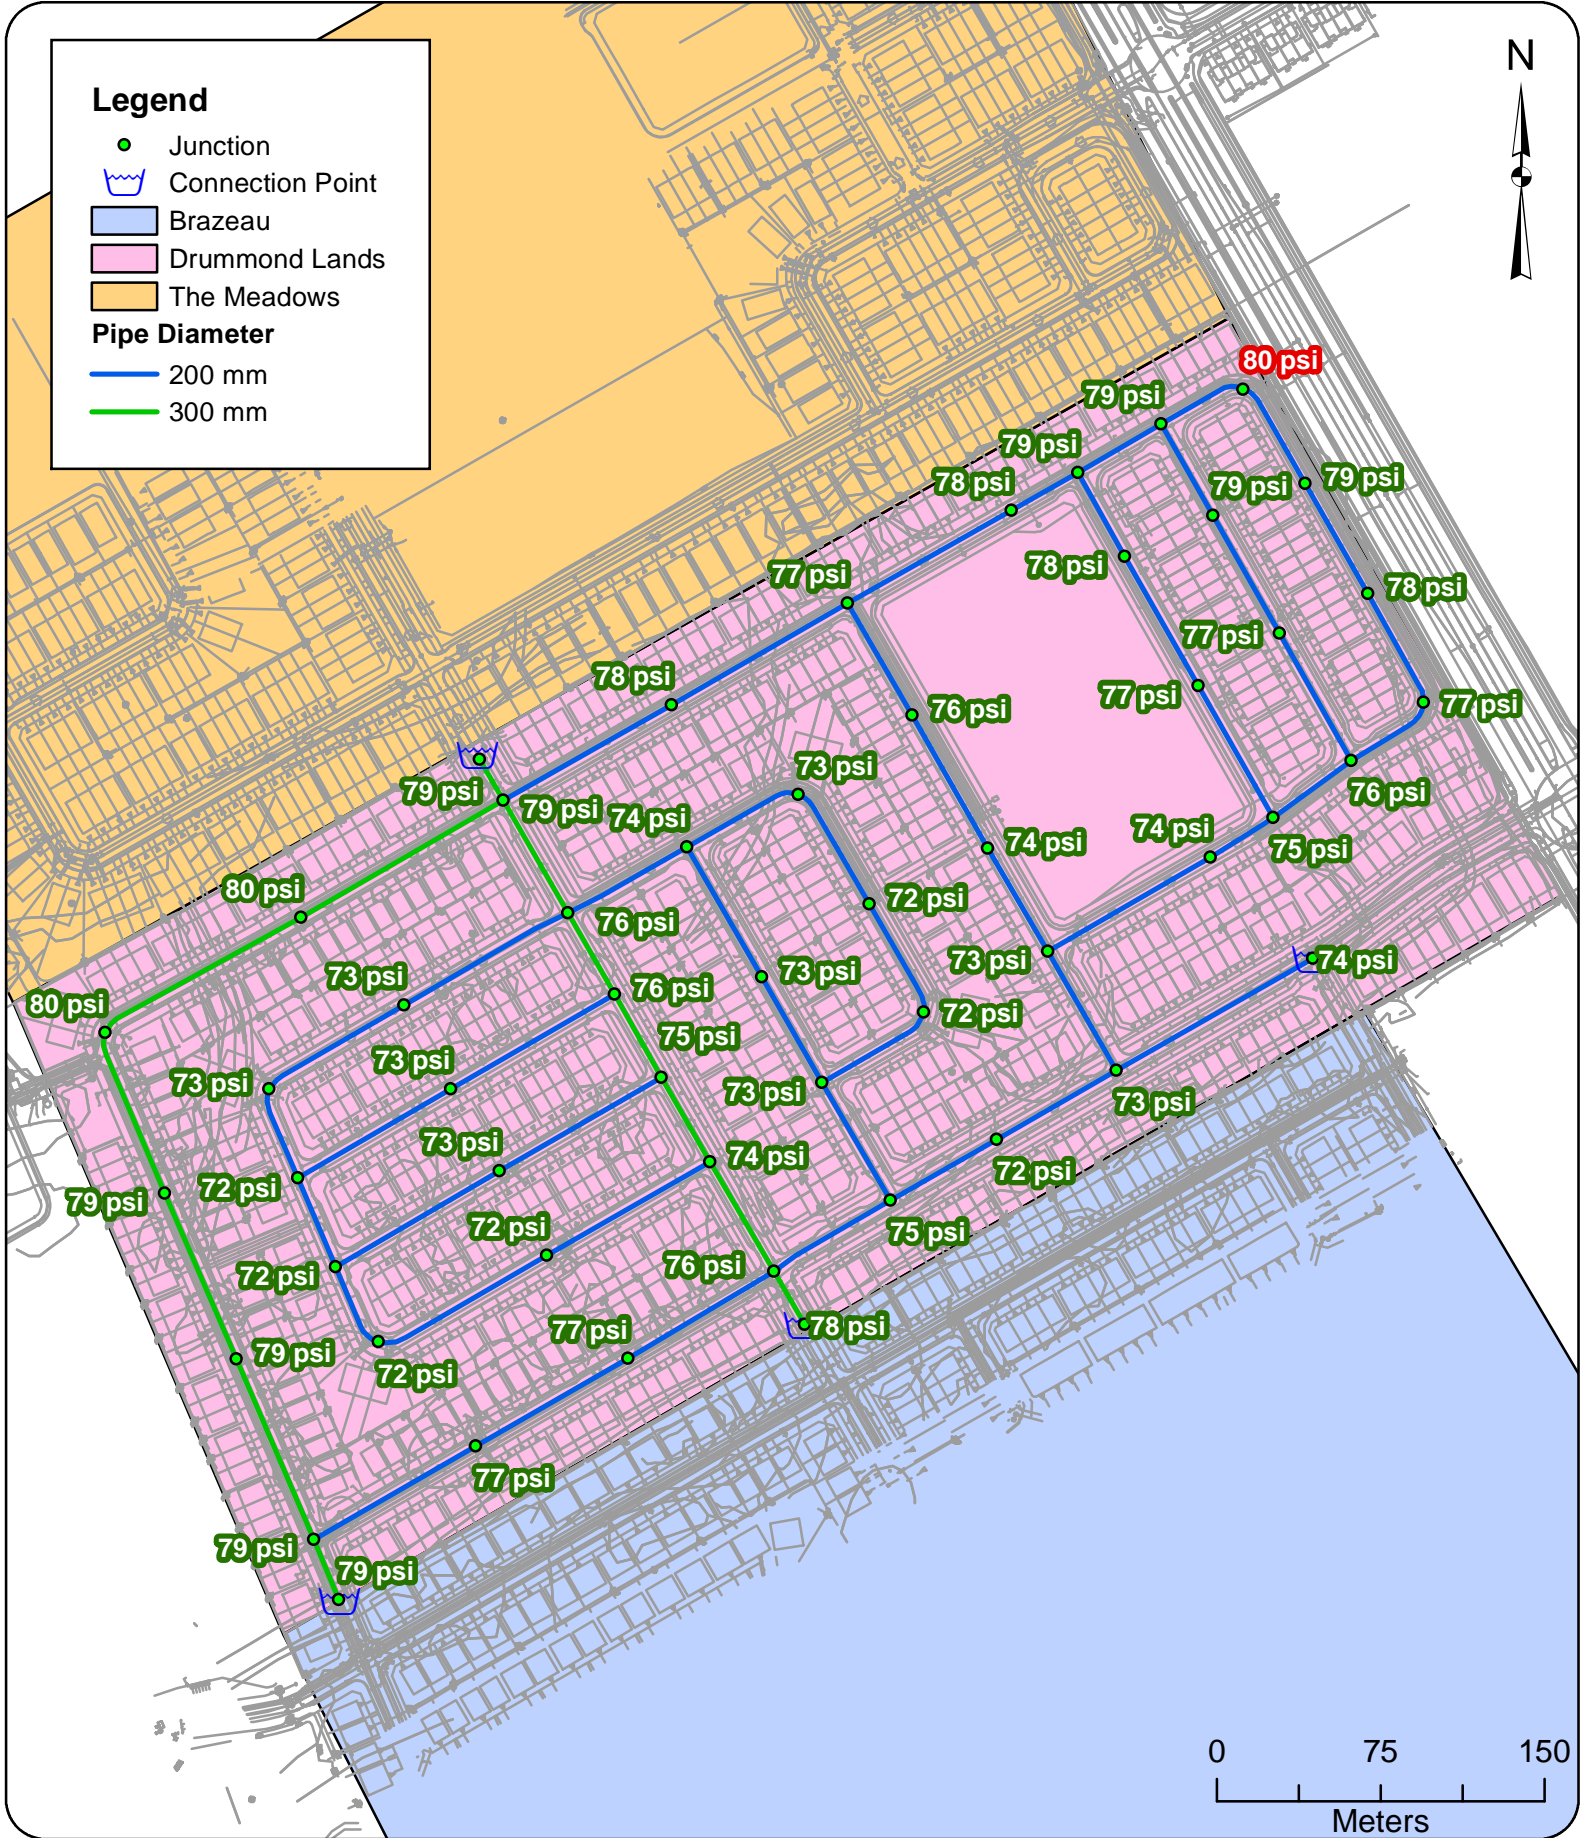 N
Legend
Junction
Connection Point
Brazeau
Drummond Lands
The Meadows
Pipe Diameter
200 mm
300 mm
80 psi
79 psi
79 psi
78 psi
79 psi
79 psi
78 psi
77 psi
78 psi
77 psi
78 psi
77 psi
77 psi
76 psi
73 psi
79 psi
79 psi
74 psi
76 psi
74 psi
74 psi
75 psi
80 psi
72 psi
76 psi
73 psi
74 psi
73 psi
73 psi
76 psi
80 psi
72 psi
75 psi
73 psi
73 psi
73 psi
73 psi
73 psi
74 psi
72 psi
72 psi
79 psi
72 psi
75 psi
76 psi
72 psi
77 psi
78 psi
79 psi
72 psi
77 psi
79 psi
79 psi
0 75 150
Meters